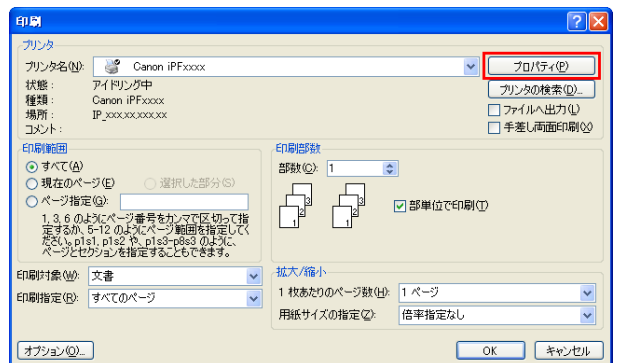 印刷
プリンタ
プリンタ名(N): Canon iPFxxxx プロパティ(P)
状態: アイドリング中 プリンタの検索(D)...
種類: Canon iPFxxxx
場所: IP_xxx,xx,xxx,xx ファイルへ出力(L)
コメント: 手差し両面印刷(X)
印刷範囲
すべて(A)
現在のページ(E) 選択した部分(S)
ページ指定(G):
1, 3, 6 のようにページ番号をカンマで区切って指
定するか、5-12 のようにページ範囲を指定してく
ださい。p1s1, p1s2 や、p1s3-p8s3 のように、
ページとセクションを指定することもできます。
印刷部数
部数(C): 1
1 2 3 1 2 3
部単位で印刷(T)
印刷対象(W): 文書
印刷指定(R): すべてのページ
拡大/縮小
1 枚あたりのページ数(H): 1 ページ
用紙サイズの指定(Z): 倍率指定なし
オプション(O)... OK キャンセル